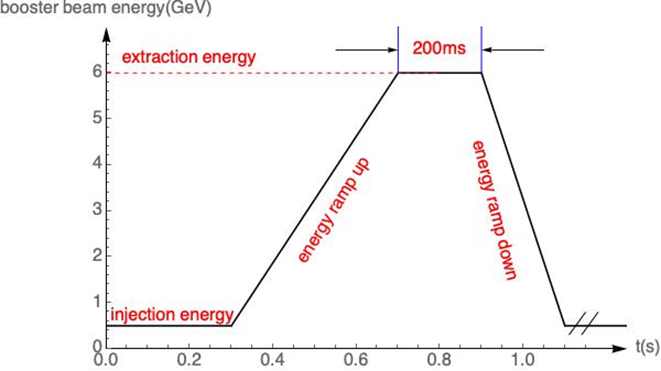 booster beam energy(GeV)
extraction energy
200ms
6
5
4
3
2
1
0
energy ramp up
energy ramp down
injection energy
0.0 0.2 0.4 0.6 0.8 1.0 t(s)